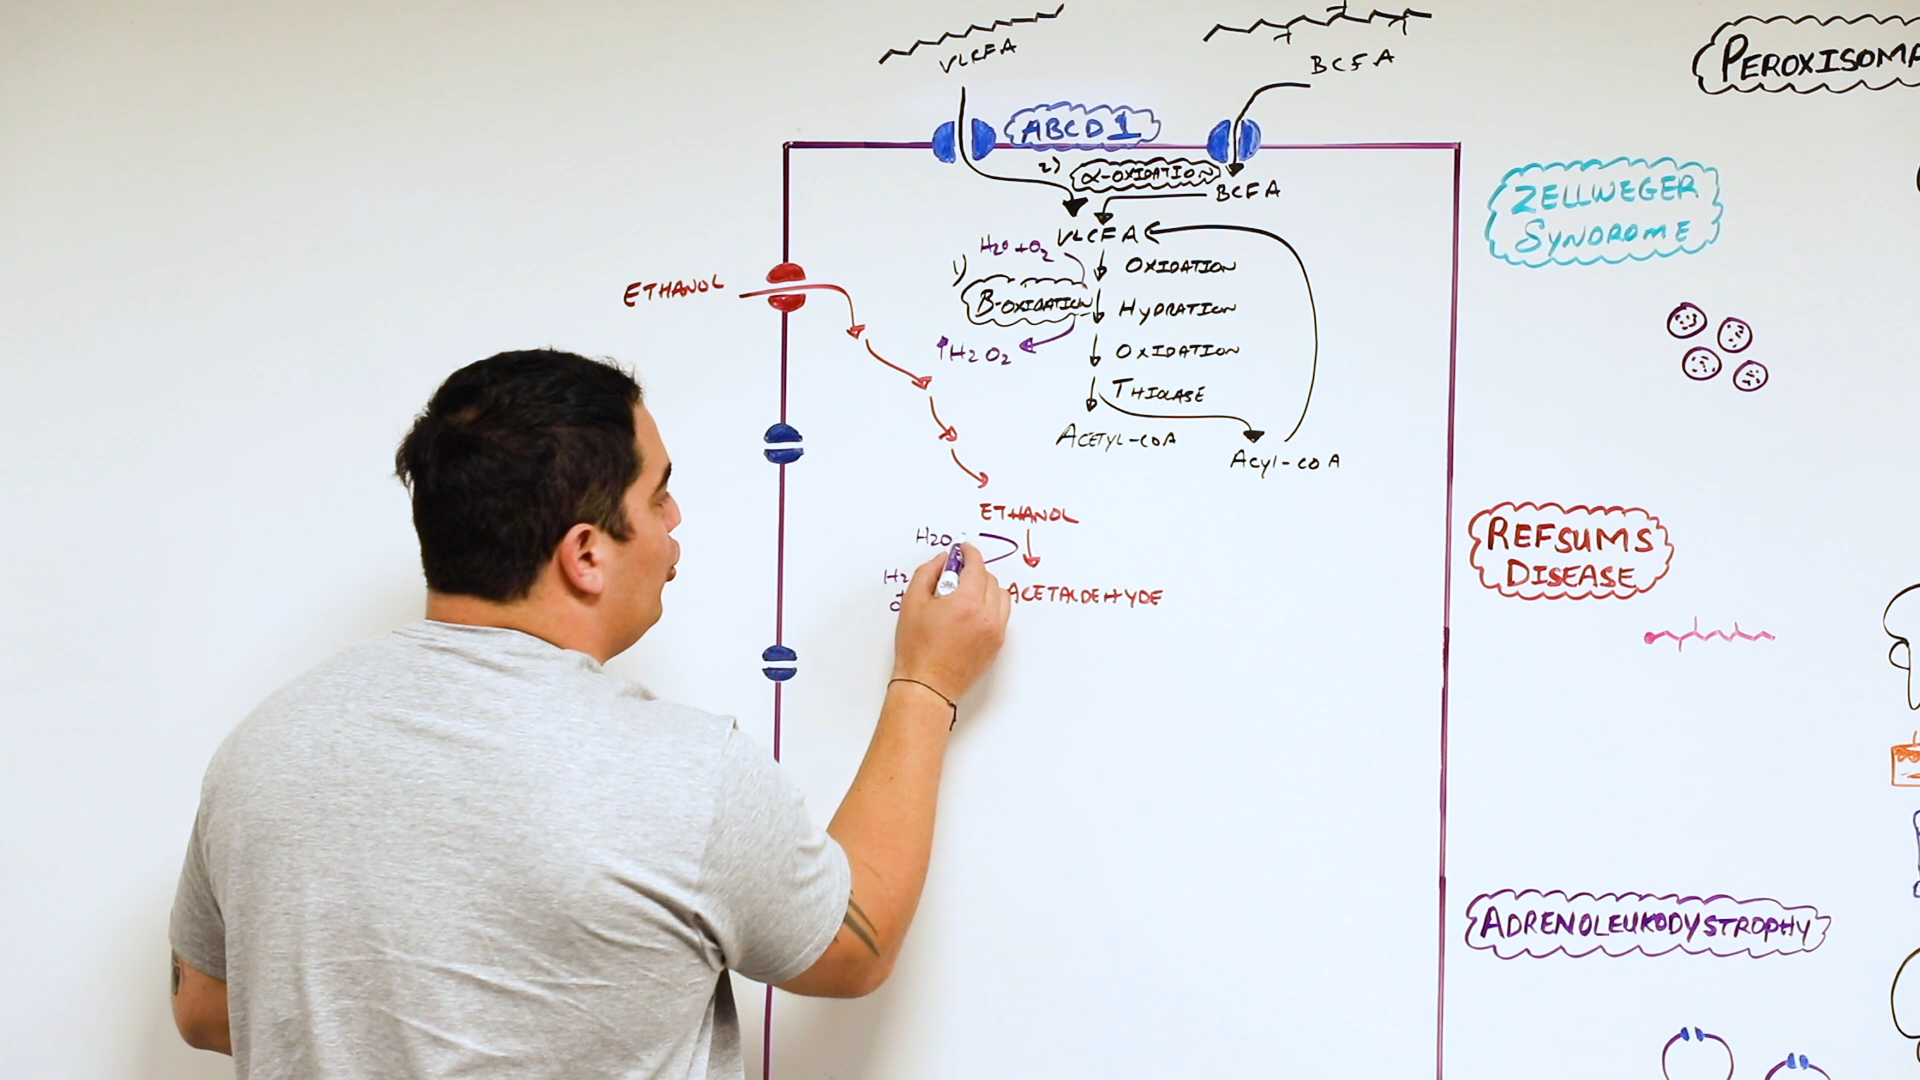 VLCFA
BCFA
PEROXISOMA
ABCD1
2)
α-OXIDATION
BCFA
VLCFA
H2O + O2
OXIDATION
1)
B-OXIDATION
HYDRATION
↑H2O2
OXIDATION
THIOLASE
ACETYL-COA
ACYL-COA
ETHANOL
ETHANOL
H2O
H2
ACETALDEHYDE
ZELLWEGER
SYNDROME
REFSUMS
DISEASE
ADRENOLEUKODYSTROPHY